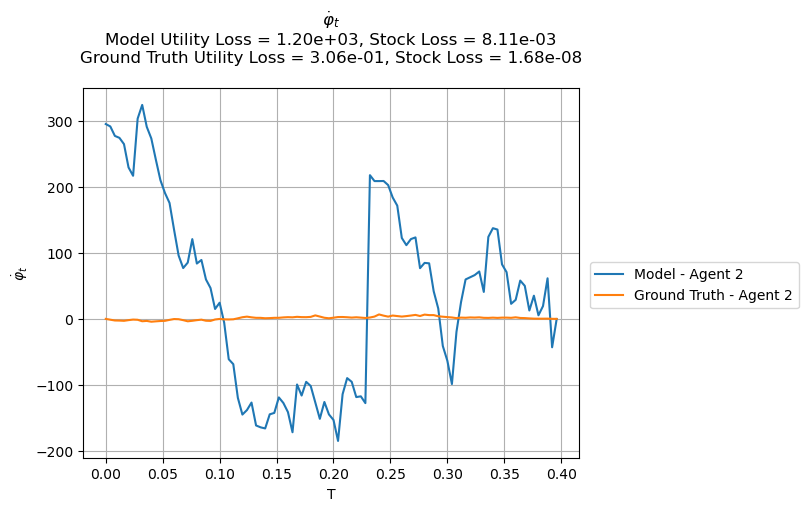 φ̇_t
Model Utility Loss = 1.20e+03, Stock Loss = 8.11e-03
Ground Truth Utility Loss = 3.06e-01, Stock Loss = 1.68e-08
300
200
100
0
−100
−200
φ̇_t
0.00 0.05 0.10 0.15 0.20 0.25 0.30 0.35 0.40
T
Model - Agent 2
Ground Truth - Agent 2